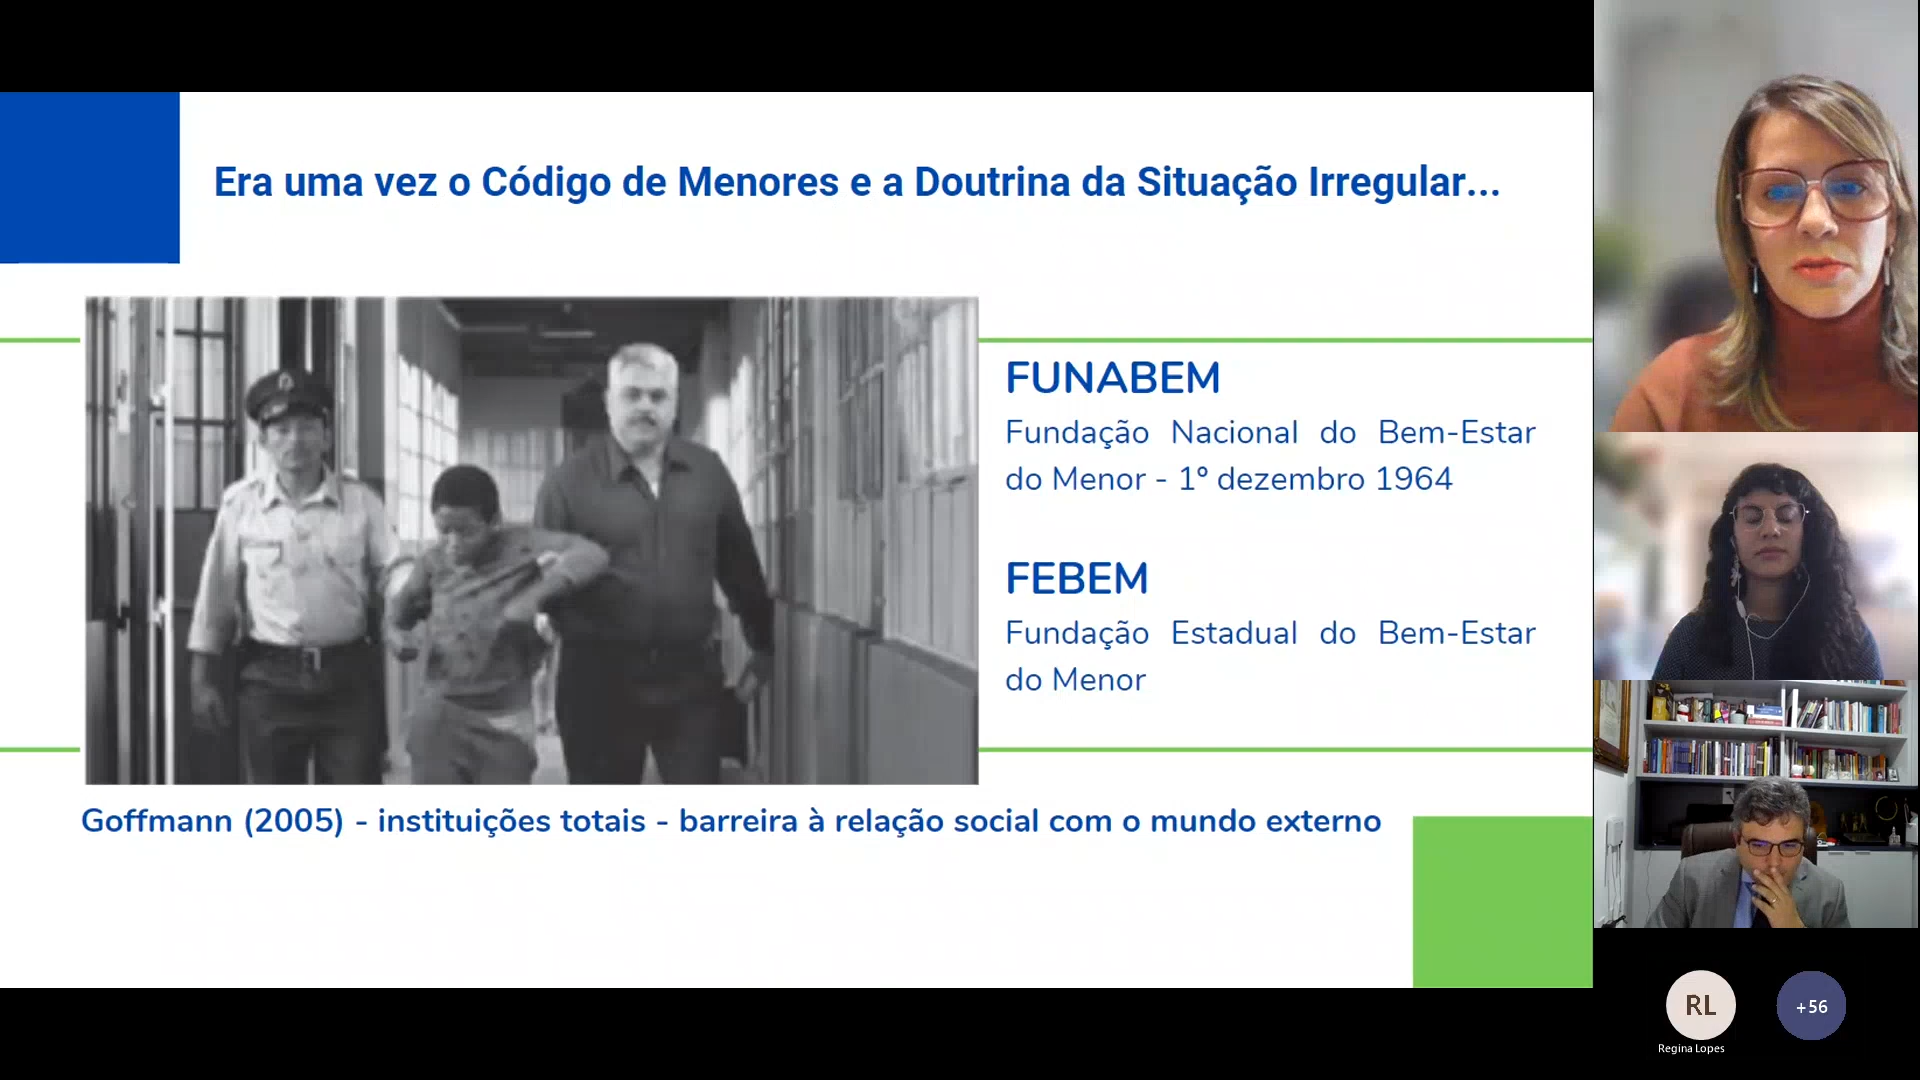 Era uma vez o Código de Menores e a Doutrina da Situação Irregular...
FUNABEM
Fundação Nacional do Bem-Estar
do Menor - 1º dezembro 1964
FEBEM
Fundação Estadual do Bem-Estar
do Menor
Goffmann (2005) - instituições totais - barreira à relação social com o mundo externo
RL
+56
Regina Lopes